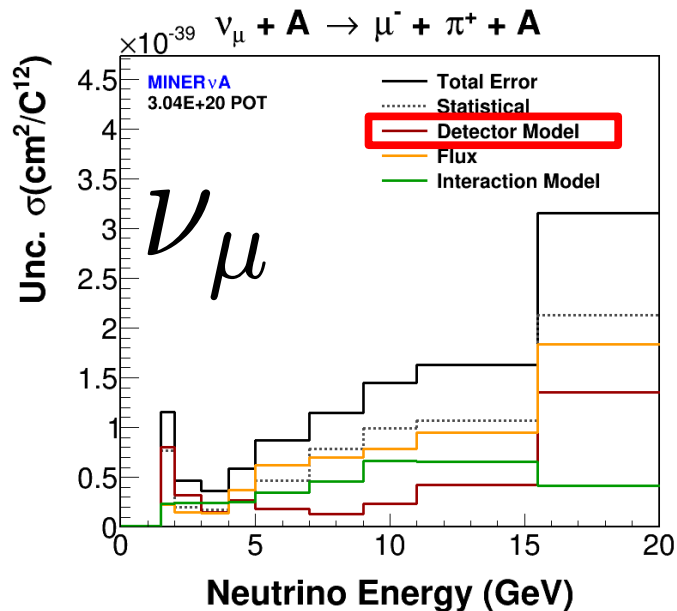 ν_μ + A → μ⁻ + π⁺ + A
×10⁻³⁹
MINERνA
3.04E+20 POT
Total Error
Statistical
Detector Model
Flux
Interaction Model
ν_μ
Unc. σ(cm²/C¹²)
4.5
4
3.5
3
2.5
2
1.5
1
0.5
0
0 5 10 15 20
Neutrino Energy (GeV)